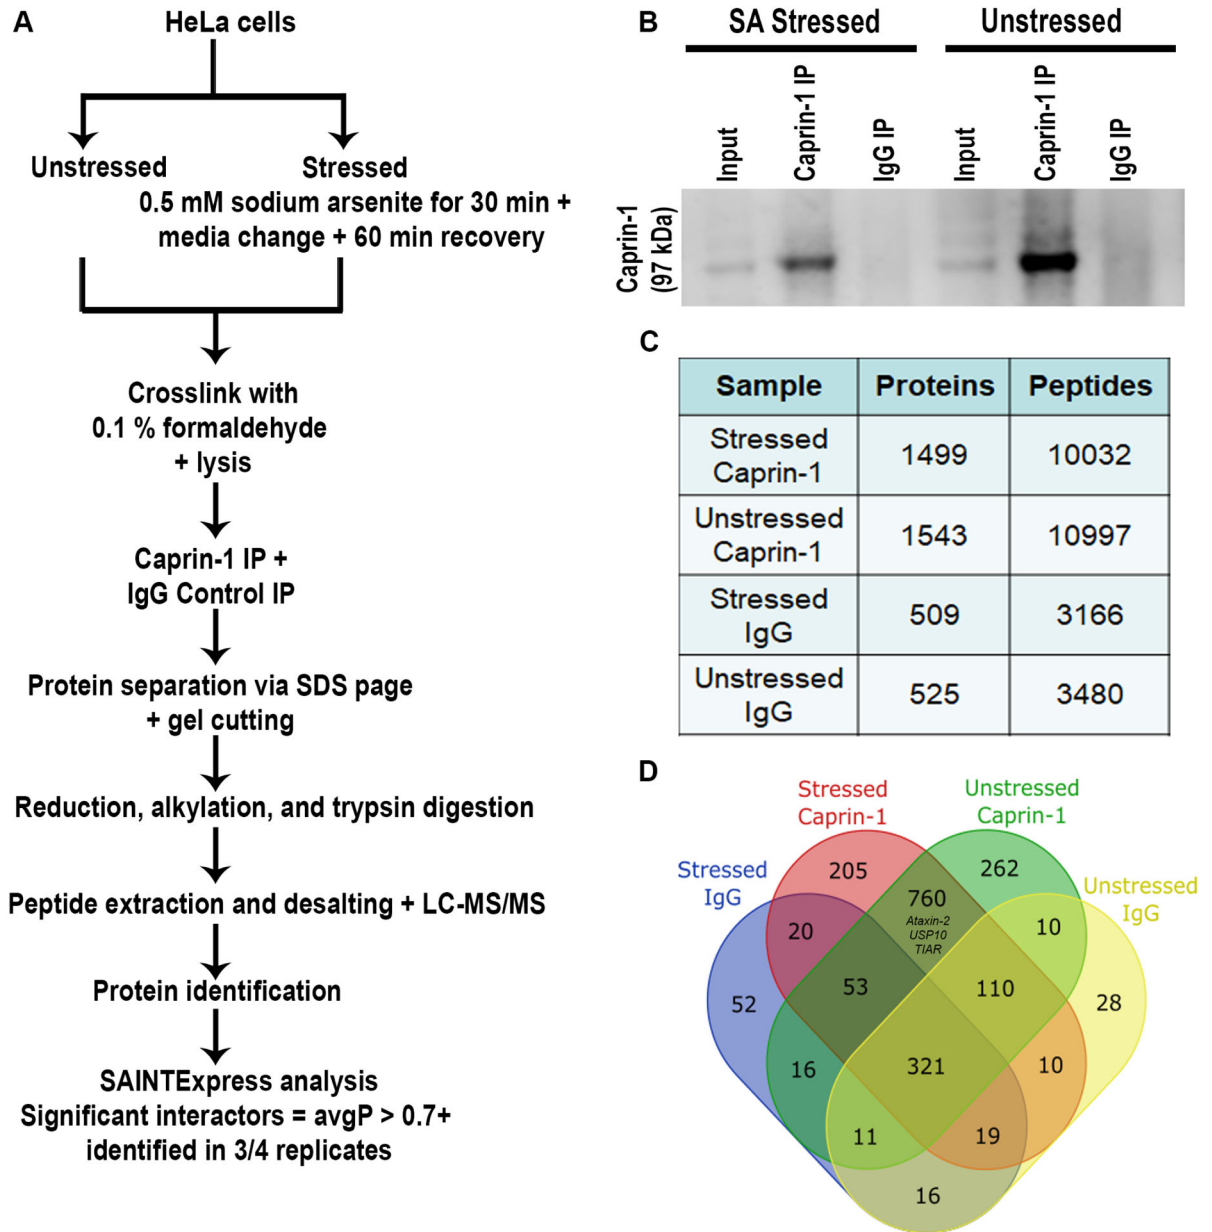 A
HeLa cells
Unstressed
Stressed
0.5 mM sodium arsenite for 30 min +
media change + 60 min recovery
Crosslink with
0.1 % formaldehyde
+ lysis
Caprin-1 IP +
IgG Control IP
Protein separation via SDS page
+ gel cutting
Reduction, alkylation, and trypsin digestion
Peptide extraction and desalting + LC-MS/MS
Protein identification
SAINTExpress analysis
Significant interactors = avgP > 0.7+
identified in 3/4 replicates
B
SA Stressed
Unstressed
Input
Caprin-1 IP
IgG IP
Input
Caprin-1 IP
IgG IP
Caprin-1
(97 kDa)
C
Sample Proteins Peptides
Stressed
Caprin-1
1499 10032
Unstressed
Caprin-1
1543 10997
Stressed
IgG
509 3166
Unstressed
IgG
525 3480
D
Stressed
Caprin-1
Unstressed
Caprin-1
Stressed
IgG
Unstressed
IgG
205
262
760
Ataxin-2
USP10
TIAR
20
10
52
53
110
28
16
321
10
11
19
16